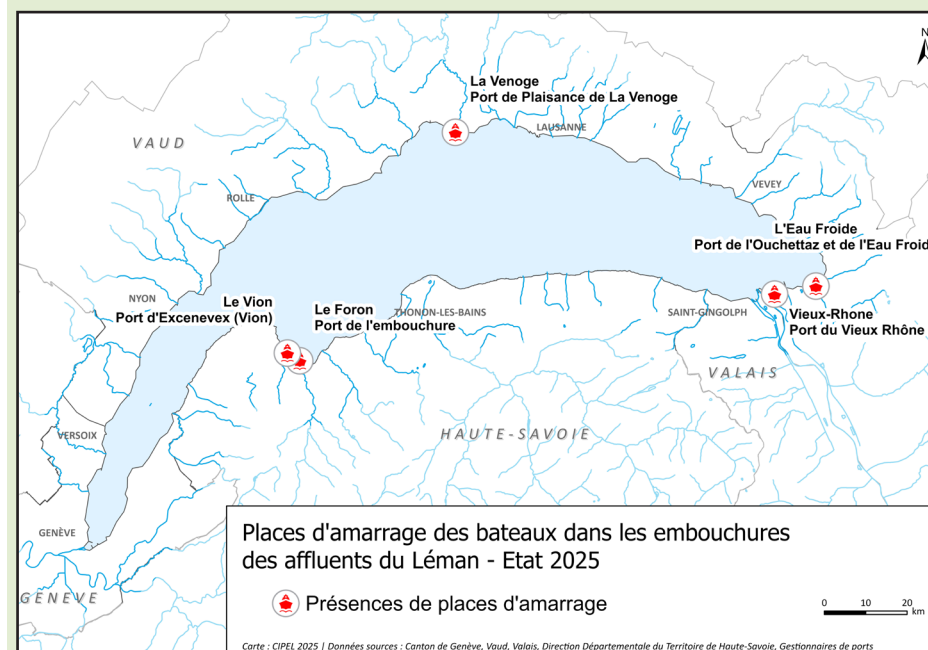 N
La Venoge
Port de Plaisance de La Venoge
LAUSANNE
VAUD
VEVEY
ROLLE
L'Eau Froide
Port de l'Ouchettaz et de l'Eau Froid
NYON
Le Vion
Port d'Excenevex (Vion)
Le Foron
Port de l'embouchure
THONON-LES-BAINS
SAINT-GINGOLPH
Vieux-Rhone
Port du Vieux Rhône
VALAIS
VERSOIX
HAUTE-SAVOIE
GENÈVE
GENEVE
Places d'amarrage des bateaux dans les embouchures
des affluents du Léman - Etat 2025
Présences de places d'amarrage
0 10 20
km
Carte : CIPEL 2025 | Données sources : Canton de Genève, Vaud, Valais, Direction Départementale du Territoire de Haute-Savoie, Gestionnaires de ports